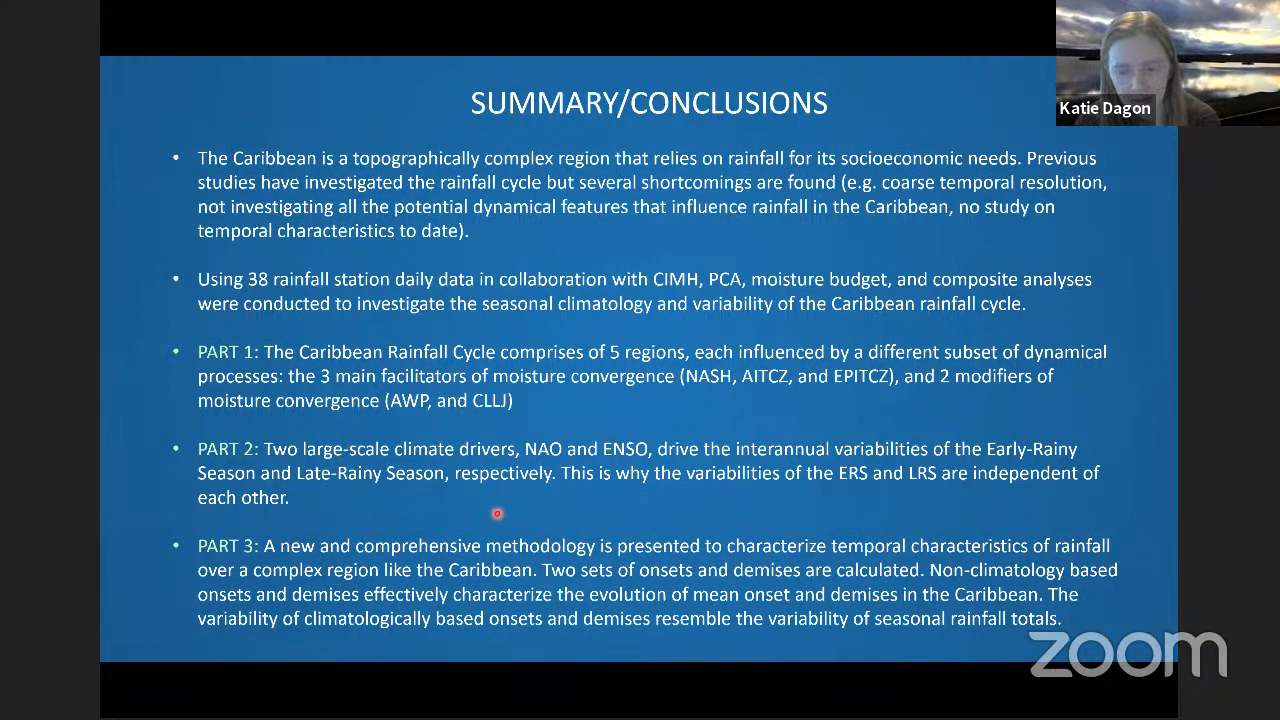 SUMMARY/CONCLUSIONS
Katie Dagon
• The Caribbean is a topographically complex region that relies on rainfall for its socioeconomic needs. Previous
studies have investigated the rainfall cycle but several shortcomings are found (e.g. coarse temporal resolution,
not investigating all the potential dynamical features that influence rainfall in the Caribbean, no study on
temporal characteristics to date).
• Using 38 rainfall station daily data in collaboration with CIMH, PCA, moisture budget, and composite analyses
were conducted to investigate the seasonal climatology and variability of the Caribbean rainfall cycle.
• PART 1: The Caribbean Rainfall Cycle comprises of 5 regions, each influenced by a different subset of dynamical
processes: the 3 main facilitators of moisture convergence (NASH, AITCZ, and EPITCZ), and 2 modifiers of
moisture convergence (AWP, and CLLJ)
• PART 2: Two large-scale climate drivers, NAO and ENSO, drive the interannual variabilities of the Early-Rainy
Season and Late-Rainy Season, respectively. This is why the variabilities of the ERS and LRS are independent of
each other.
• PART 3: A new and comprehensive methodology is presented to characterize temporal characteristics of rainfall
over a complex region like the Caribbean. Two sets of onsets and demises are calculated. Non-climatology based
onsets and demises effectively characterize the evolution of mean onset and demises in the Caribbean. The
variability of climatologically based onsets and demises resemble the variability of seasonal rainfall totals.
zoom